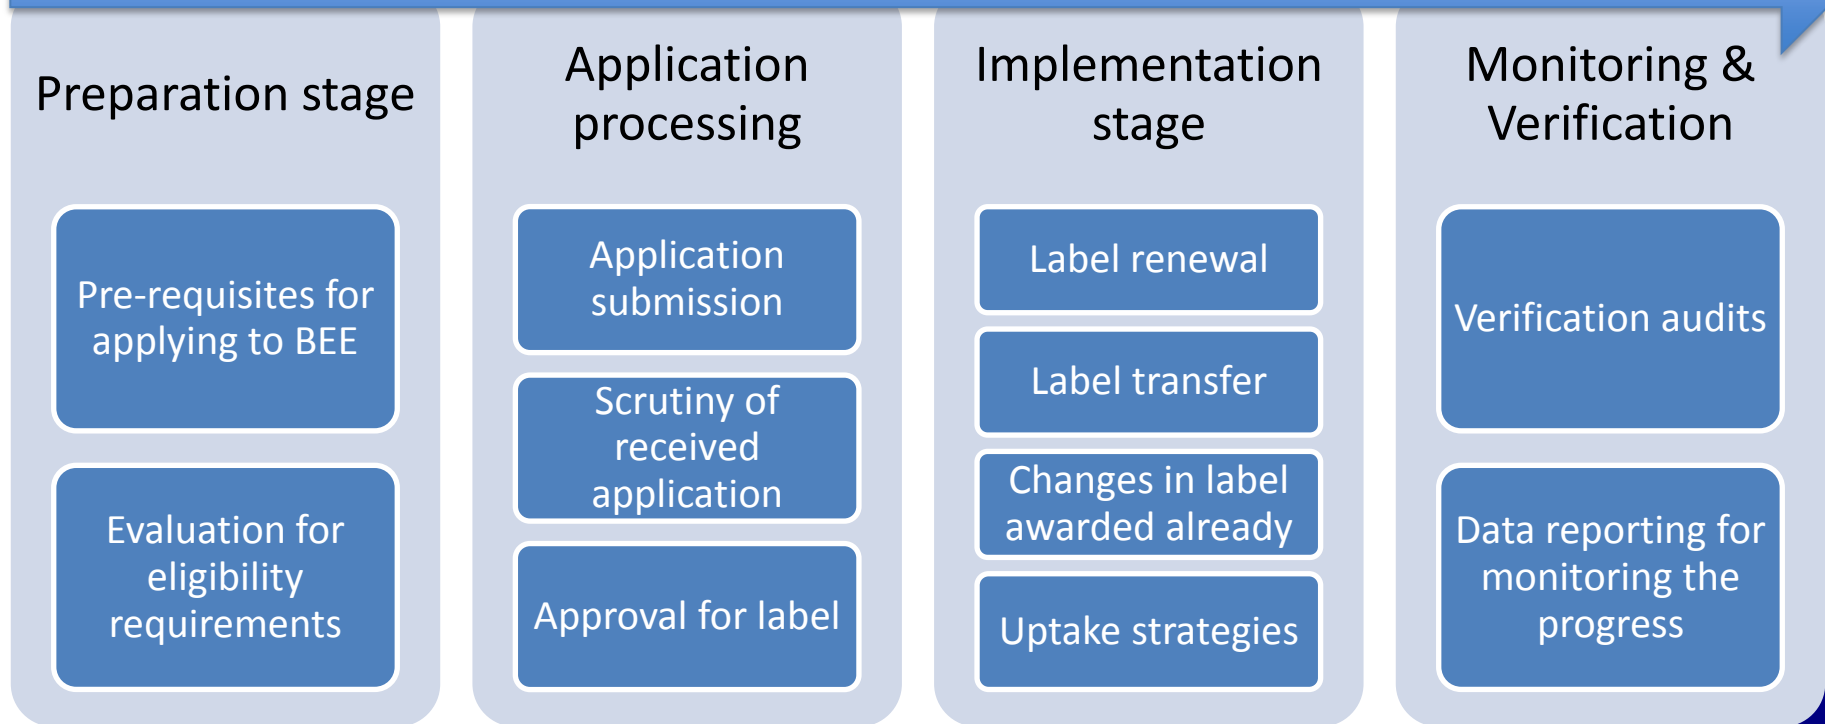 Preparation stage
Pre-requisites for
applying to BEE
Evaluation for
eligibility
requirements
Application
processing
Application
submission
Scrutiny of
received
application
Approval for label
Implementation
stage
Label renewal
Label transfer
Changes in label
awarded already
Uptake strategies
Monitoring &
Verification
Verification audits
Data reporting for
monitoring the
progress